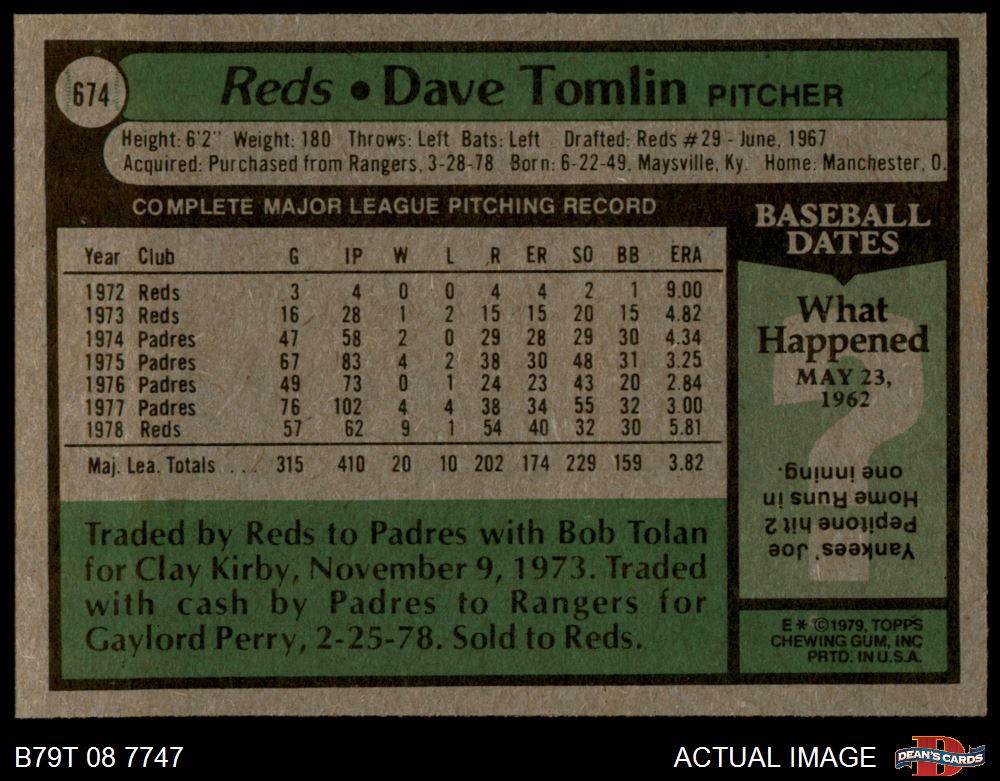 674
Reds • Dave Tomlin PITCHER
Height: 6'2" Weight: 180 Throws: Left Bats: Left Drafted: Reds #29 - June, 1967
Acquired: Purchased from Rangers, 3-28-78 Born: 6-22-49, Maysville, Ky. Home: Manchester, O.
COMPLETE MAJOR LEAGUE PITCHING RECORD
Year Club G IP W L R ER SO BB ERA
1972 Reds 3 4 0 0 4 4 2 1 9.00
1973 Reds 16 28 1 2 15 15 20 15 4.82
1974 Padres 47 58 2 0 29 28 29 30 4.34
1975 Padres 67 83 4 2 38 30 48 31 3.25
1976 Padres 49 73 0 1 24 23 43 20 2.84
1977 Padres 76 102 4 4 38 34 55 32 3.00
1978 Reds 57 62 9 1 54 40 32 30 5.81
Maj. Lea. Totals ... 315 410 20 10 202 174 229 159 3.82
Traded by Reds to Padres with Bob Tolan
for Clay Kirby, November 9, 1973. Traded
with cash by Padres to Rangers for
Gaylord Perry, 2-25-78. Sold to Reds.
BASEBALL
DATES
What
Happened
MAY 23,
1962
Yankees' Joe
Pepitone hit 2
Home Runs in
one inning.
E * ©1979, TOPPS
CHEWING GUM, INC
PRTD. IN U.S.A.
B79T 08 7747
ACTUAL IMAGE
D
DEAN'S CARDS